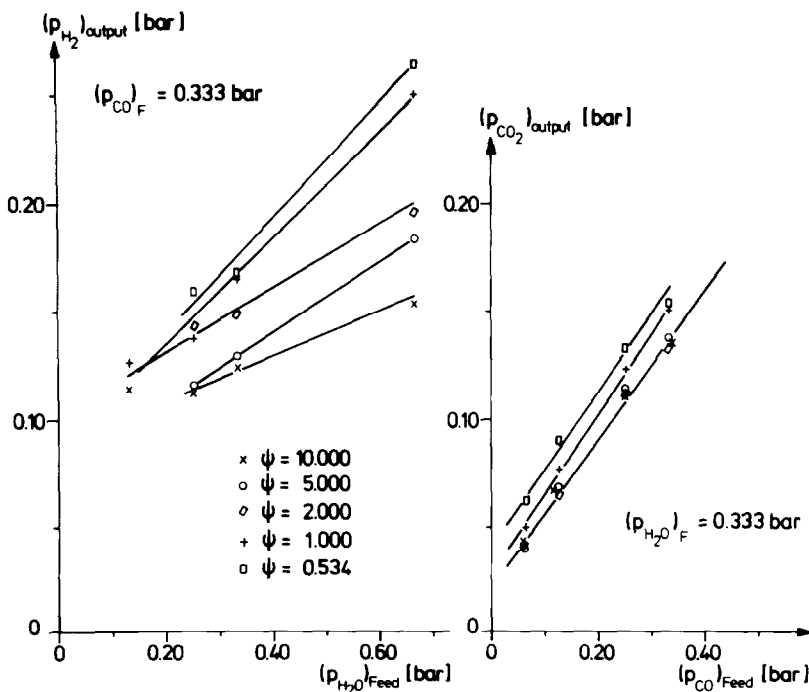 (p_H₂)_output [bar]
(p_CO)_F = 0.333 bar
0.20
0.10
0
× ψ = 10.000
○ ψ = 5.000
◊ ψ = 2.000
+ ψ = 1.000
□ ψ = 0.534
0 0.20 0.40 0.60
(p_H₂O)_Feed [bar]
(p_CO₂)_output [bar]
0.20
0.10
0
(p_H₂O)_F = 0.333 bar
0 0.20 0.40
(p_CO)_Feed [bar]